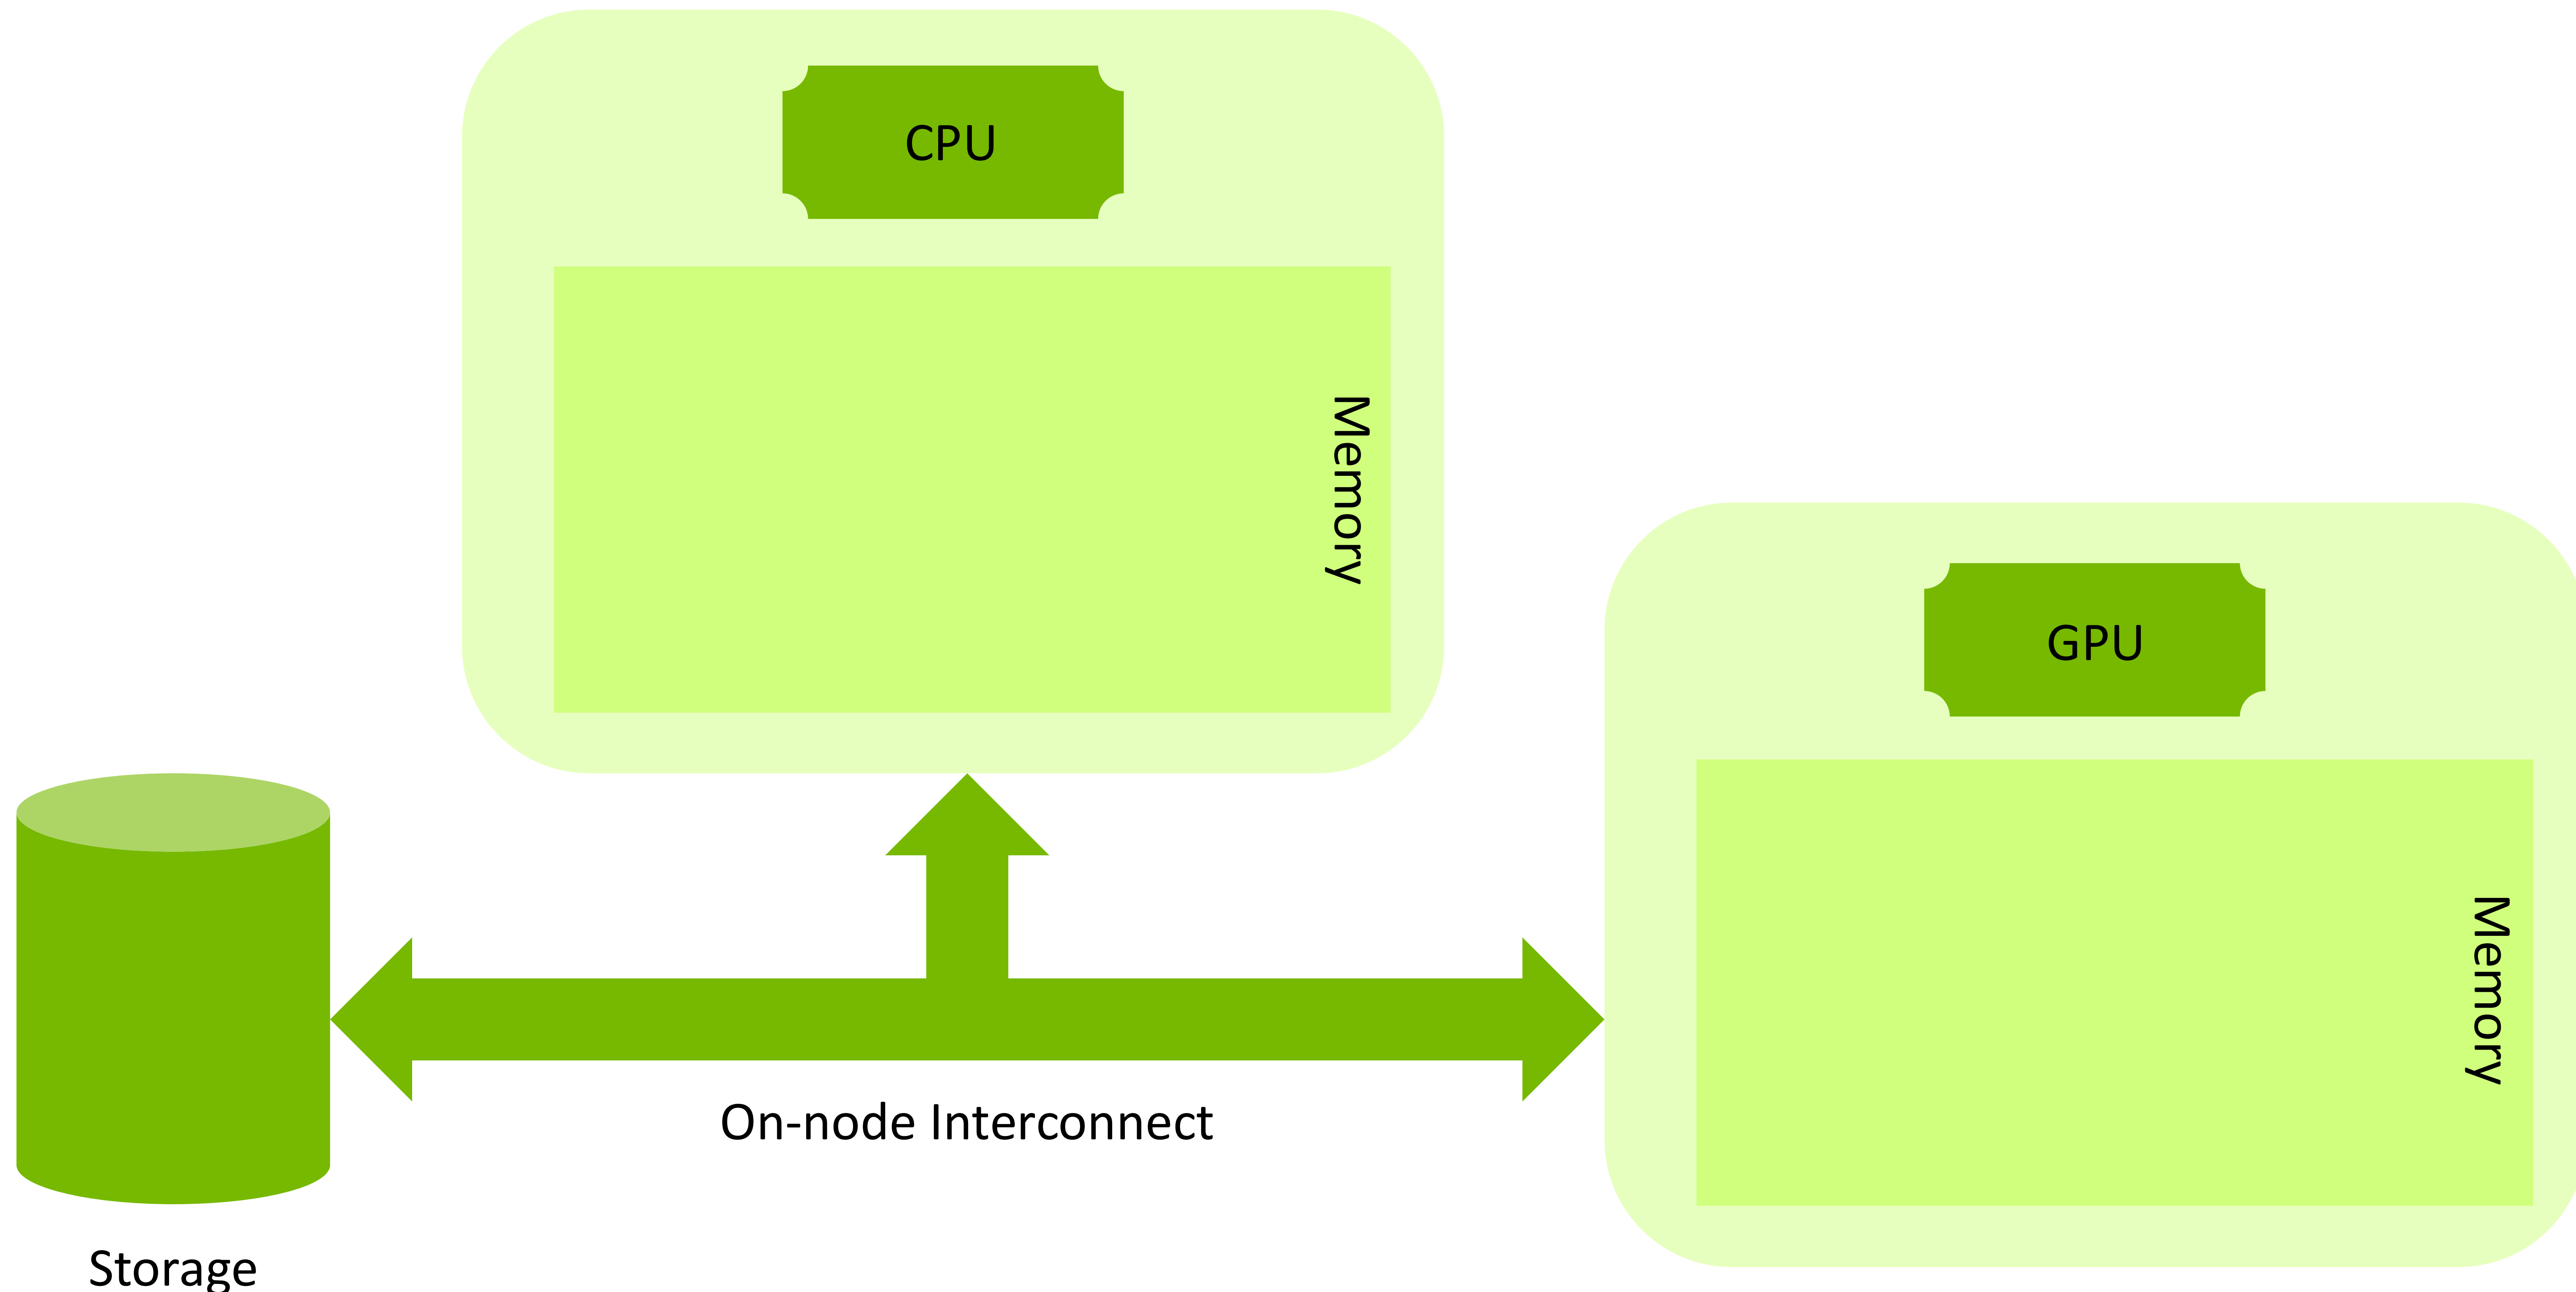 CPU
Memory
GPU
Memory
On-node Interconnect
Storage